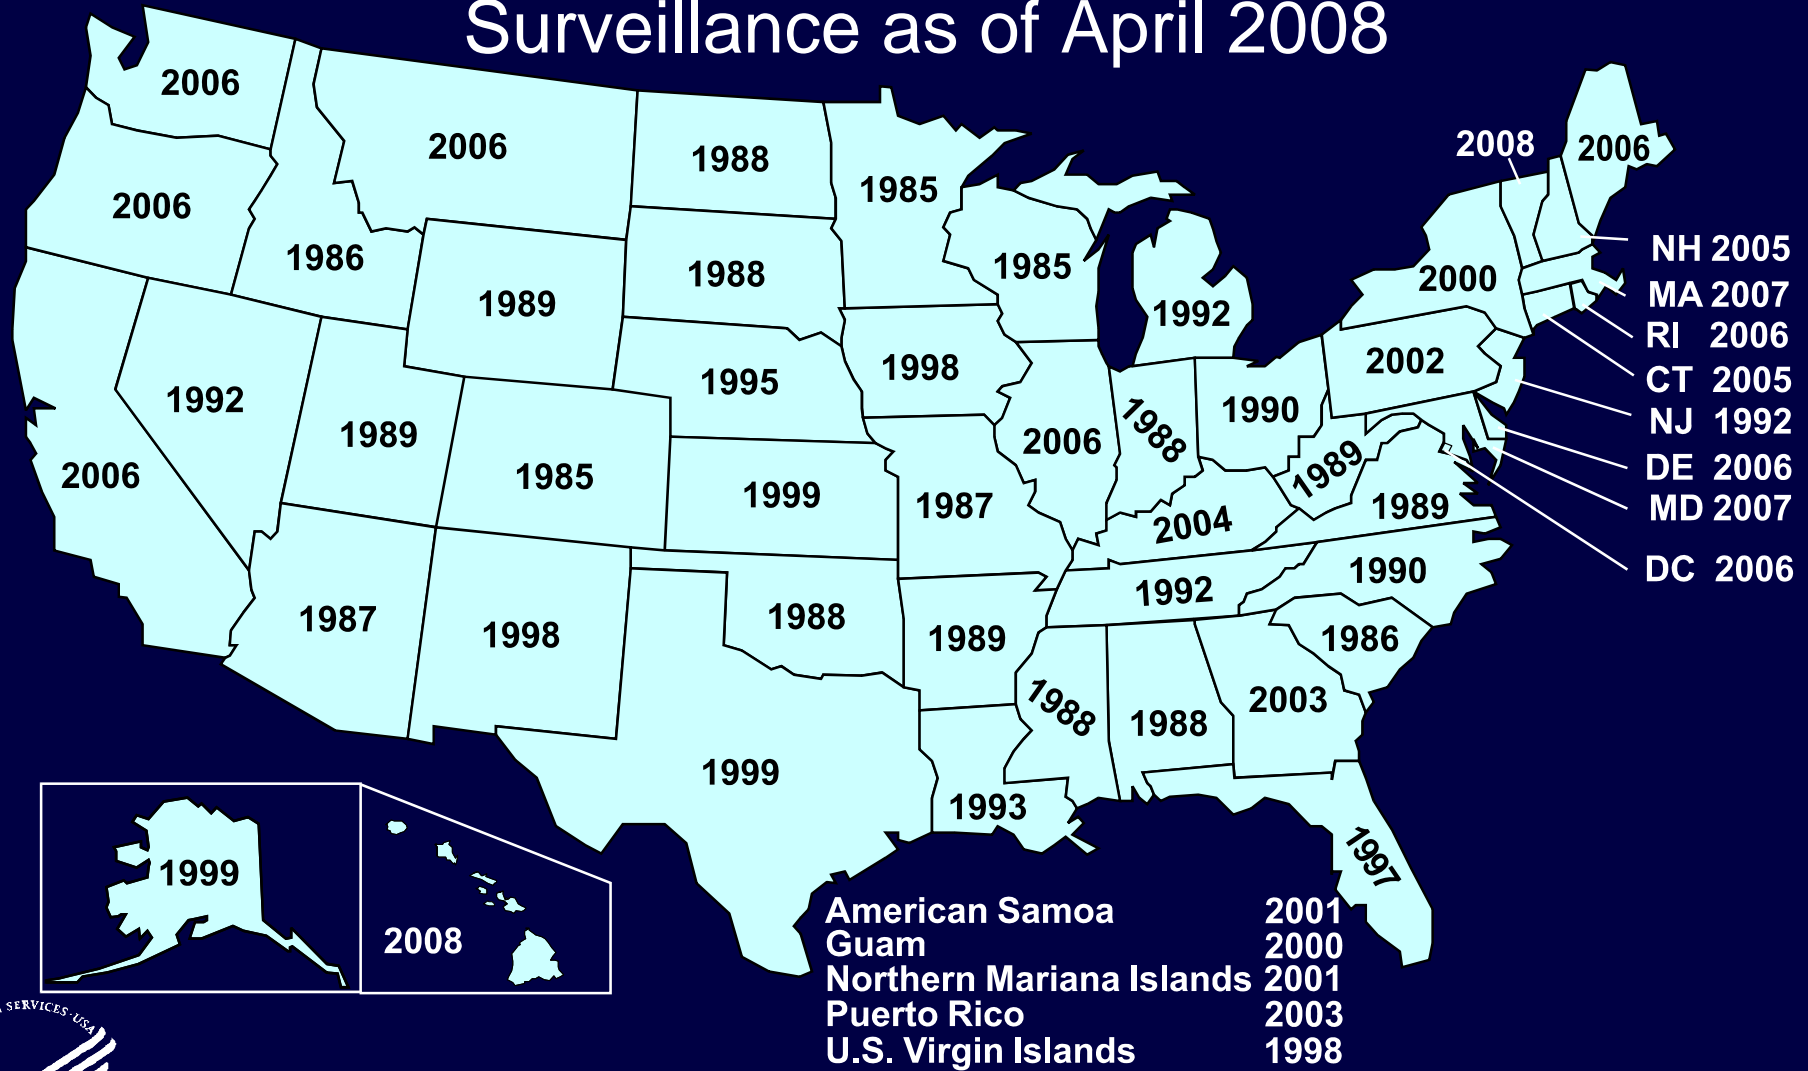 Surveillance as of April 2008
2006
2006
1988
1985
2008
2006
2006
1986
1989
1988
1985
1992
2000
NH 2005
MA 2007
RI 2006
CT 2005
NJ 1992
DE 2006
MD 2007
DC 2006
2006
1992
1989
1985
1995
1998
2006
1988
1990
2002
1989
1989
1999
1987
2004
1990
1987
1998
1988
1989
1992
1986
1999
1993
1988
1988
2003
1997
1999
2008
American Samoa 2001
Guam 2000
Northern Mariana Islands 2001
Puerto Rico 2003
U.S. Virgin Islands 1998
SERVICES·USA